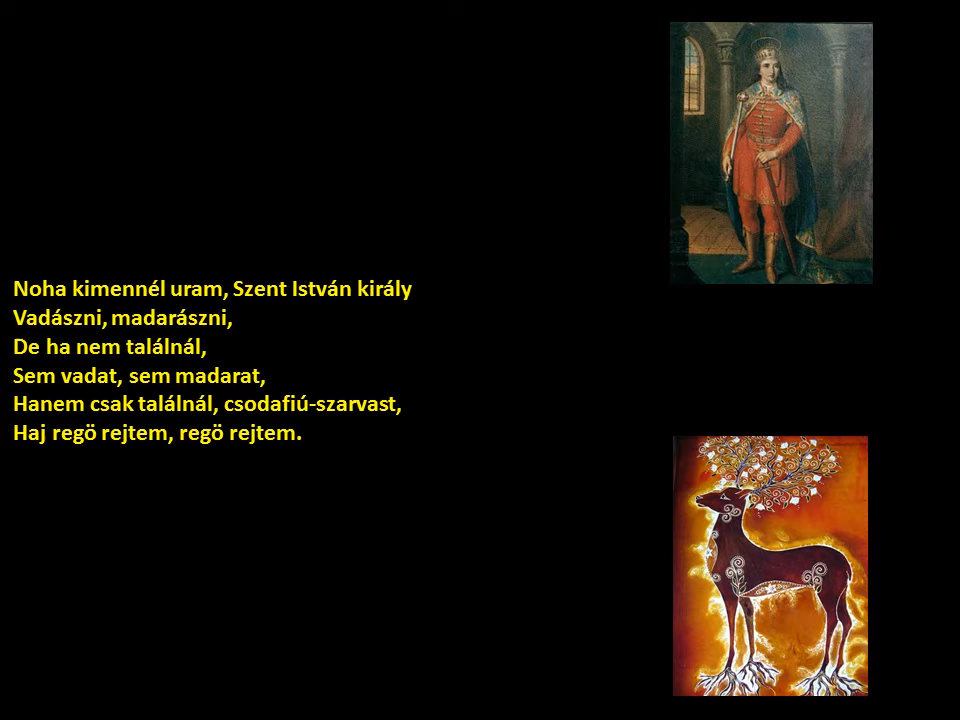 Noha kimennél uram, Szent István király
Vadászni, madarászni,
De ha nem találnál,
Sem vadat, sem madarat,
Hanem csak találnál, csodafiú-szarvast,
Haj regö rejtem, regö rejtem.